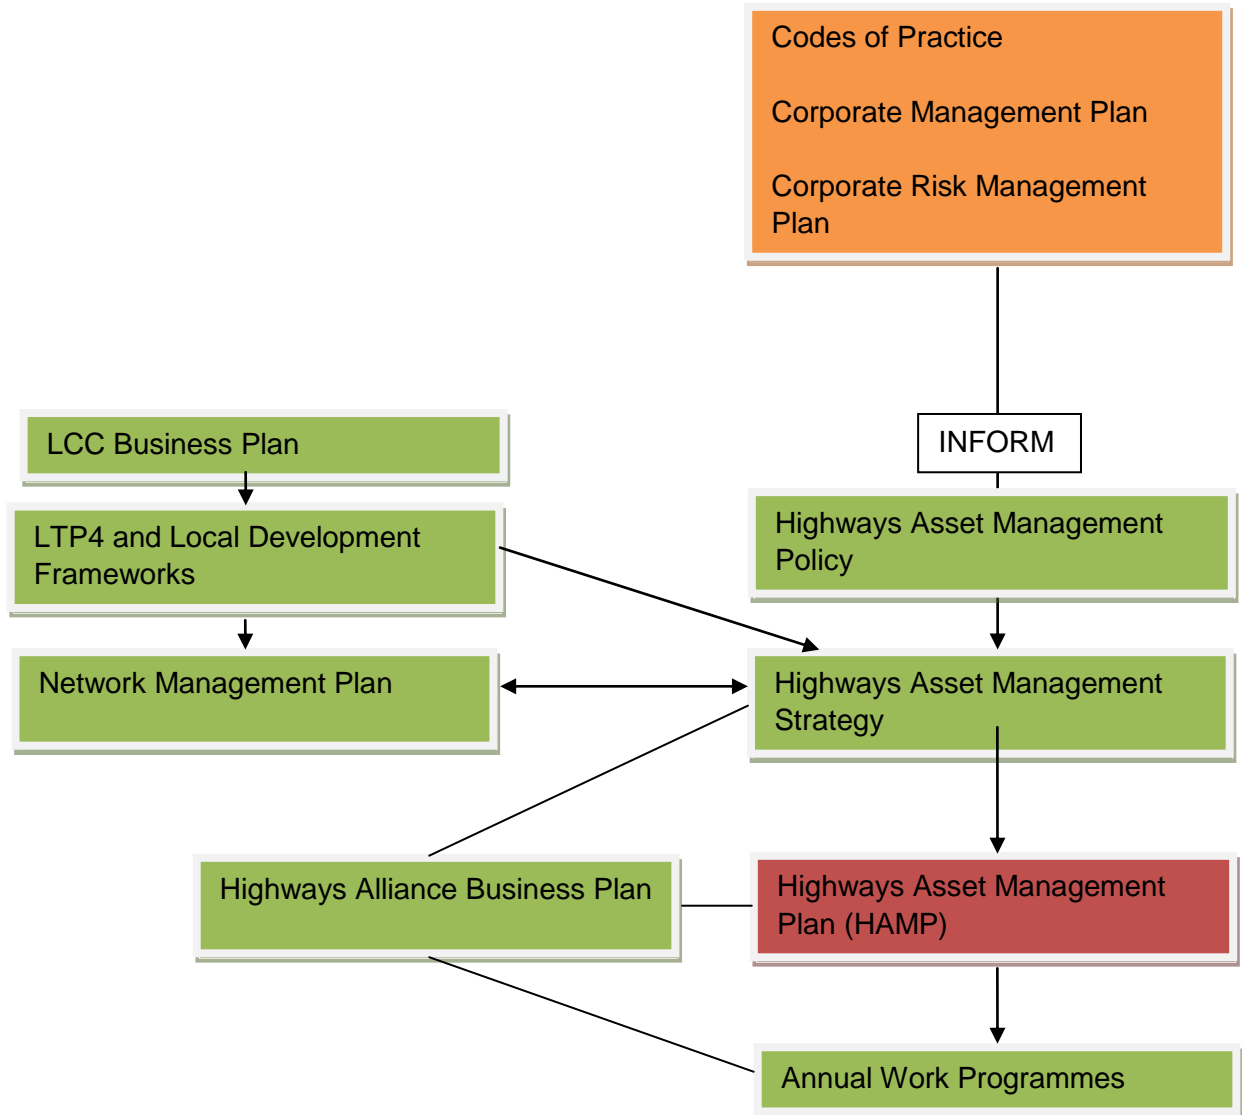 Codes of Practice
Corporate Management Plan
Corporate Risk Management
Plan
INFORM
LCC Business Plan
LTP4 and Local Development
Frameworks
Highways Asset Management
Policy
Network Management Plan
Highways Asset Management
Strategy
Highways Alliance Business Plan
Highways Asset Management
Plan (HAMP)
Annual Work Programmes